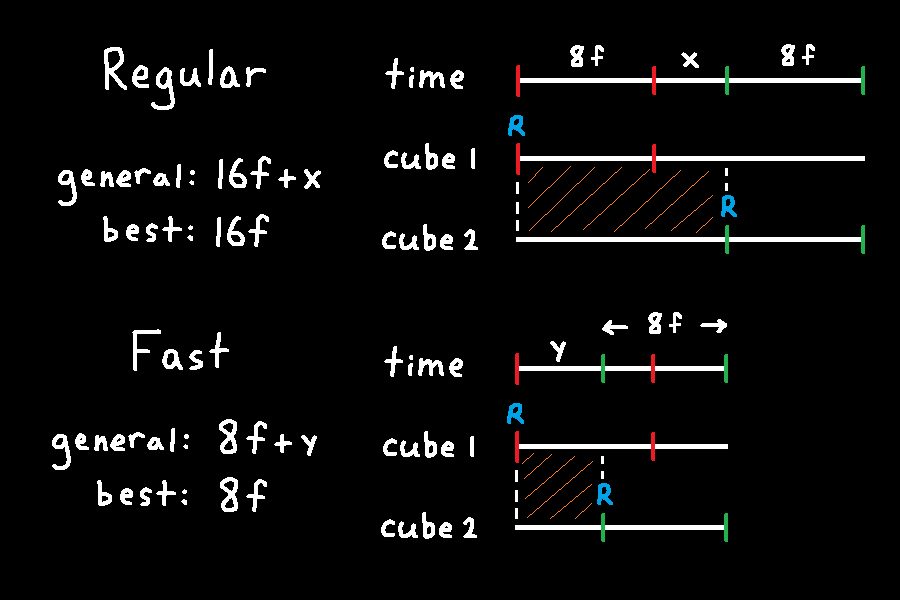 Regular
general: 16f+x
best: 16f
time
8f x 8f
R
cube 1
R
cube 2
Fast
general: 8f+y
best: 8f
← 8f →
y
time
R
cube 1
R
cube 2